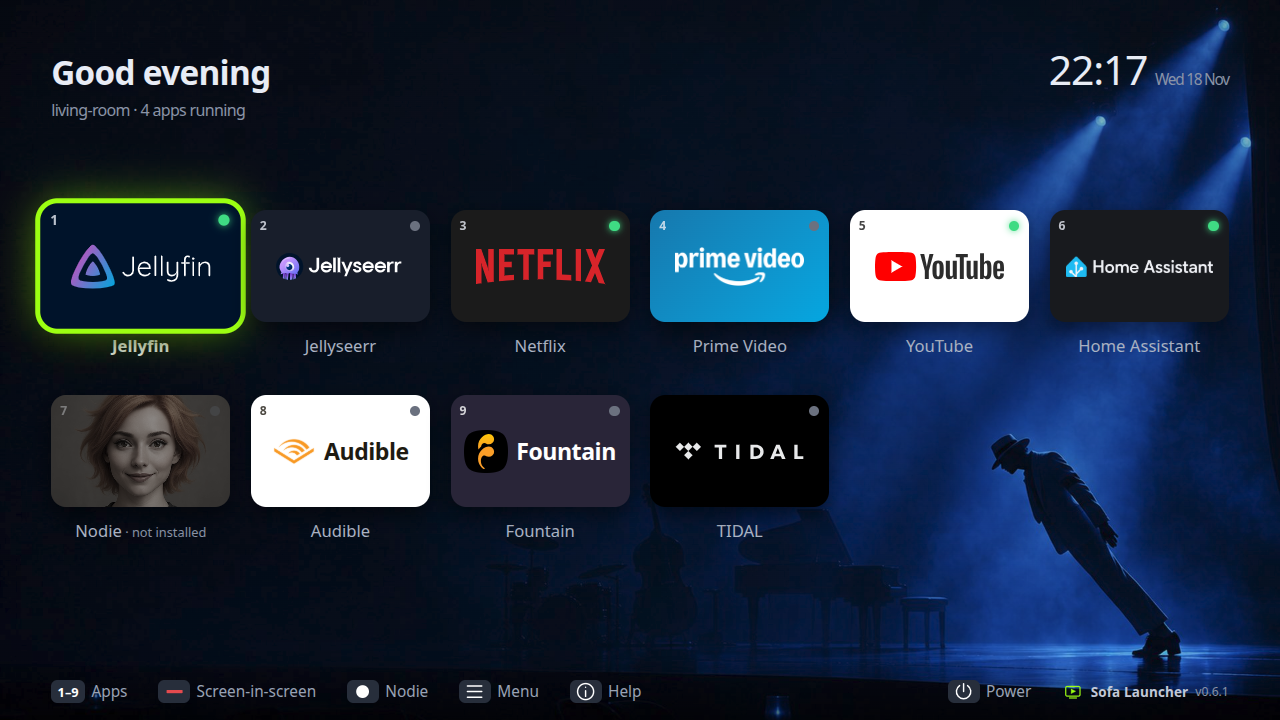 Good evening
22:17 Wed 18 Nov
living-room · 4 apps running
1
Jellyfin
2
Jellyseerr
3
NETFLIX
4
prime video
5
YouTube
6
Home Assistant
Jellyfin
Jellyseerr
Netflix
Prime Video
YouTube
Home Assistant
7
8
Audible
9
Fountain
TIDAL
Nodie · not installed
Audible
Fountain
TIDAL
1–9 Apps
Screen-in-screen
Nodie
Menu
Help
Power
Sofa Launcher v0.6.1